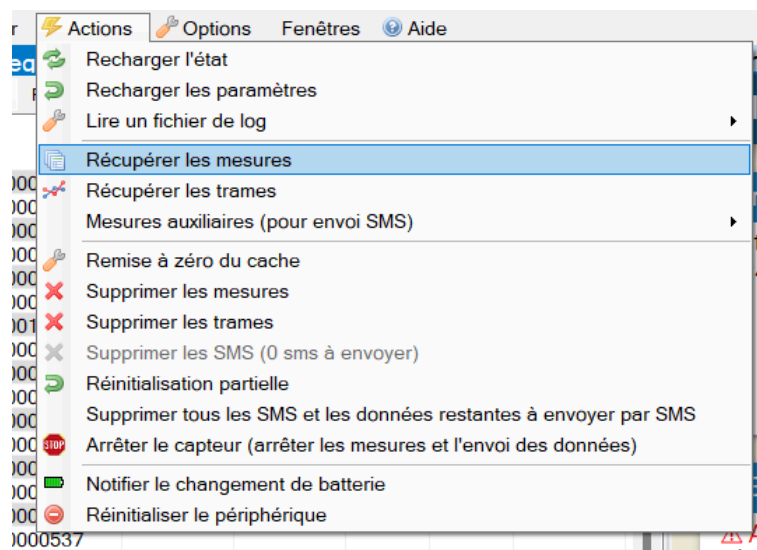 Actions Options Fenêtres Aide
Recharger l'état
Recharger les paramètres
Lire un fichier de log
Récupérer les mesures
Récupérer les trames
Mesures auxiliaires (pour envoi SMS)
Remise à zéro du cache
Supprimer les mesures
Supprimer les trames
Supprimer les SMS (0 sms à envoyer)
Réinitialisation partielle
Supprimer tous les SMS et les données restantes à envoyer par SMS
STOP Arrêter le capteur (arrêter les mesures et l'envoi des données)
Notifier le changement de batterie
Réinitialiser le périphérique
0000537